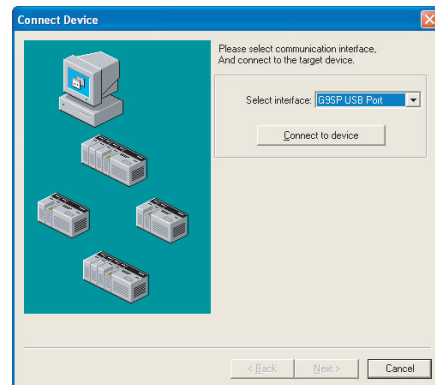 Connect Device
Please select communication interface,
And connect to the target device.
Select interface: G9SP USB Port
Connect to device
< Back Next > Cancel